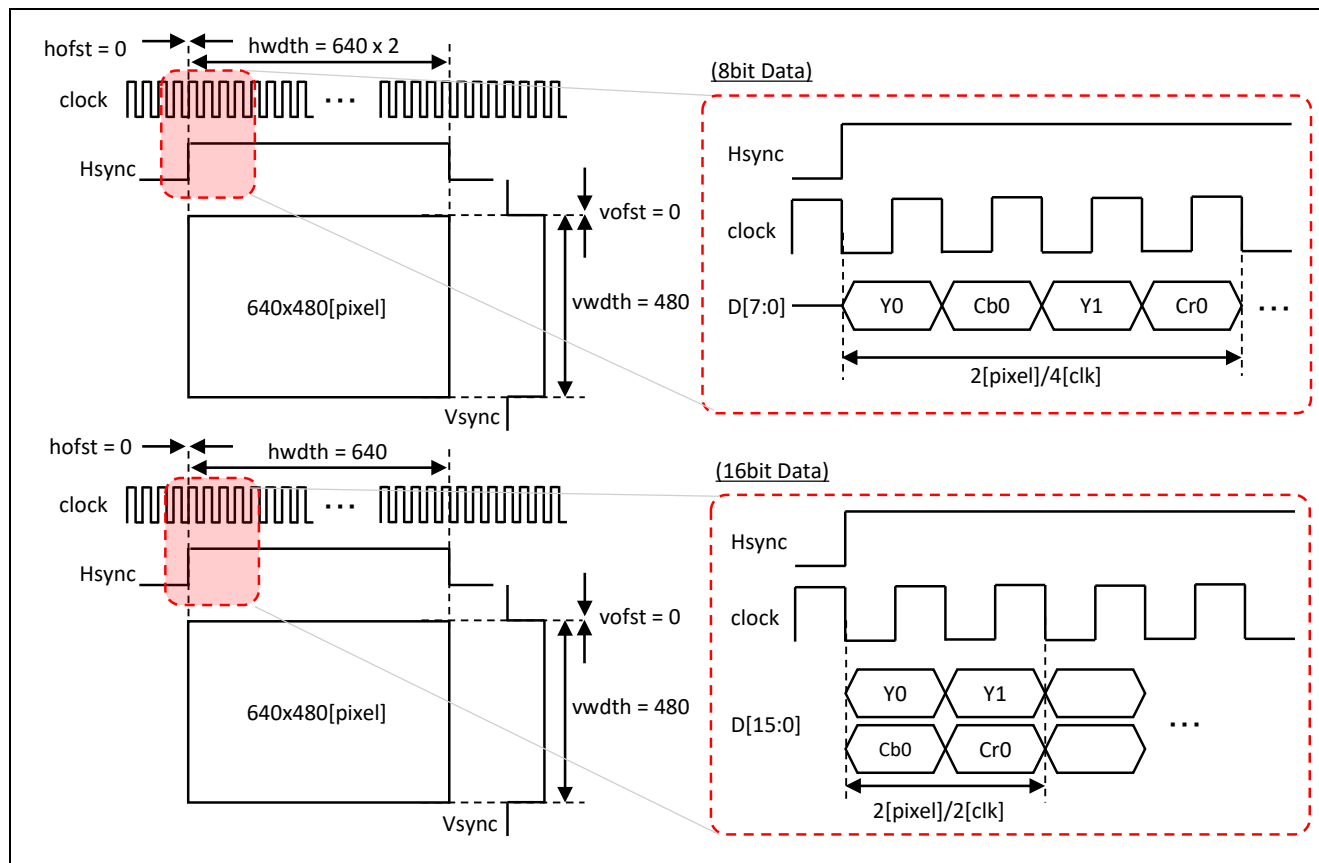 hofst = 0
hwdth = 640 x 2
clock
...
Hsync
vofst = 0
640x480[pixel]
vwdth = 480
Vsync
(8bit Data)
Hsync
clock
D[7:0]
Y0
Cb0
Y1
Cr0
...
2[pixel]/4[clk]
hofst = 0
hwdth = 640
clock
...
Hsync
vofst = 0
640x480[pixel]
vwdth = 480
Vsync
(16bit Data)
Hsync
clock
Y0
Y1
D[15:0]
...
Cb0
Cr0
2[pixel]/2[clk]